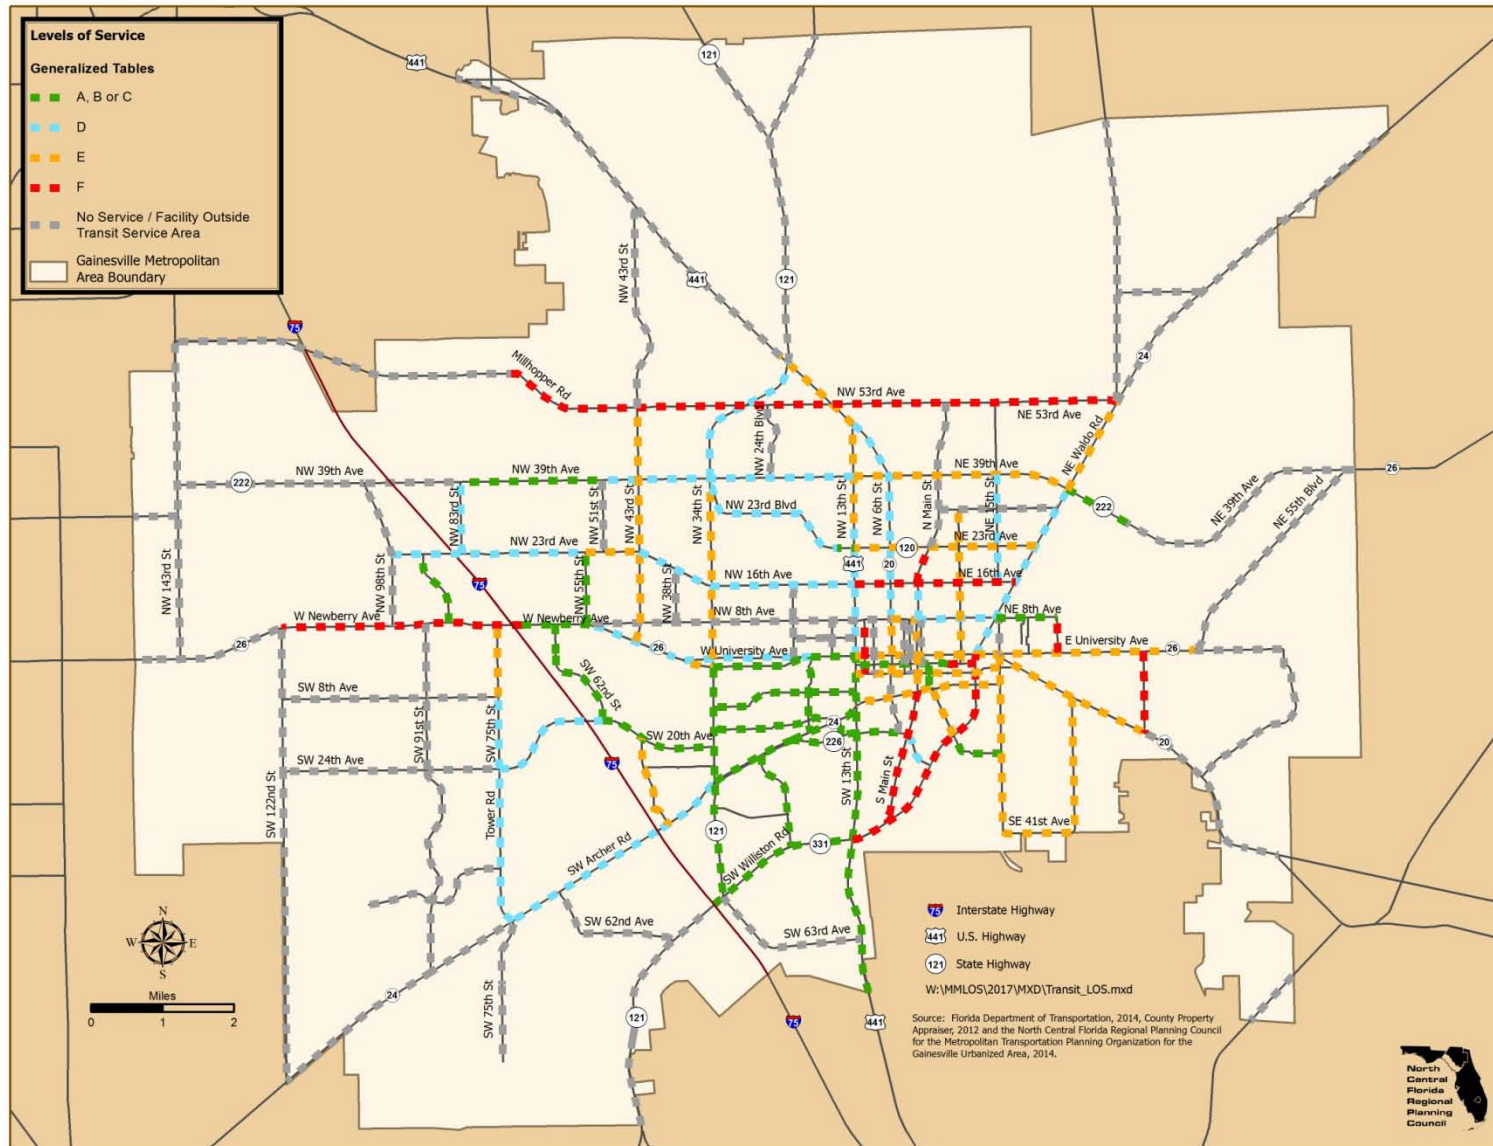 Levels of Service
Generalized Tables
A, B or C
D
E
F
No Service / Facility Outside
Transit Service Area
Gainesville Metropolitan
Area Boundary
441
121
441
121
NW 43rd St
75
24
Millhopper Rd
NW 53rd Ave
NE 53rd Ave
NW 24th Blvd
NE Waldo Rd
NW 39th Ave
222
NW 39th Ave
NE 39th Ave
26
NW 83rd St
NW 51st St
NW 43rd St
NW 34th St
NW 23rd Blvd
NW 13th St
NW 6th St
N Main St
NE 15th St
222
NE 39th Ave
NE 55th Blvd
NW 143rd St
NW 98th St
NW 23rd Ave
120
NE 23rd Ave
441
20
75
NW 55th St
NW 38th St
NW 16th Ave
NE 16th Ave
W Newberry Ave
W Newberry Ave
NW 8th Ave
NE 8th Ave
26
26
W University Ave
E University Ave
26
SW 8th Ave
SW 62nd St
SW 91st St
SW 75th St
SW 20th Ave
24
226
20
SW 24th Ave
75
SW 122nd St
Tower Rd
SW 13th St
S Main St
SW Archer Rd
121
SW Williston Rd
331
SE 41st Ave
N
W
E
S
SW 62nd Ave
SW 63rd Ave
24
SW 75th St
121
75
441
Miles
0 1 2
75 Interstate Highway
441 U.S. Highway
121 State Highway
W:\MMLOS\2017\MXD\Transit_LOS.mxd
Source: Florida Department of Transportation, 2014, County Property
Appraiser, 2012 and the North Central Florida Regional Planning Council
for the Metropolitan Transportation Planning Organization for the
Gainesville Urbanized Area, 2014.
North
Central
Florida
Regional
Planning
Council